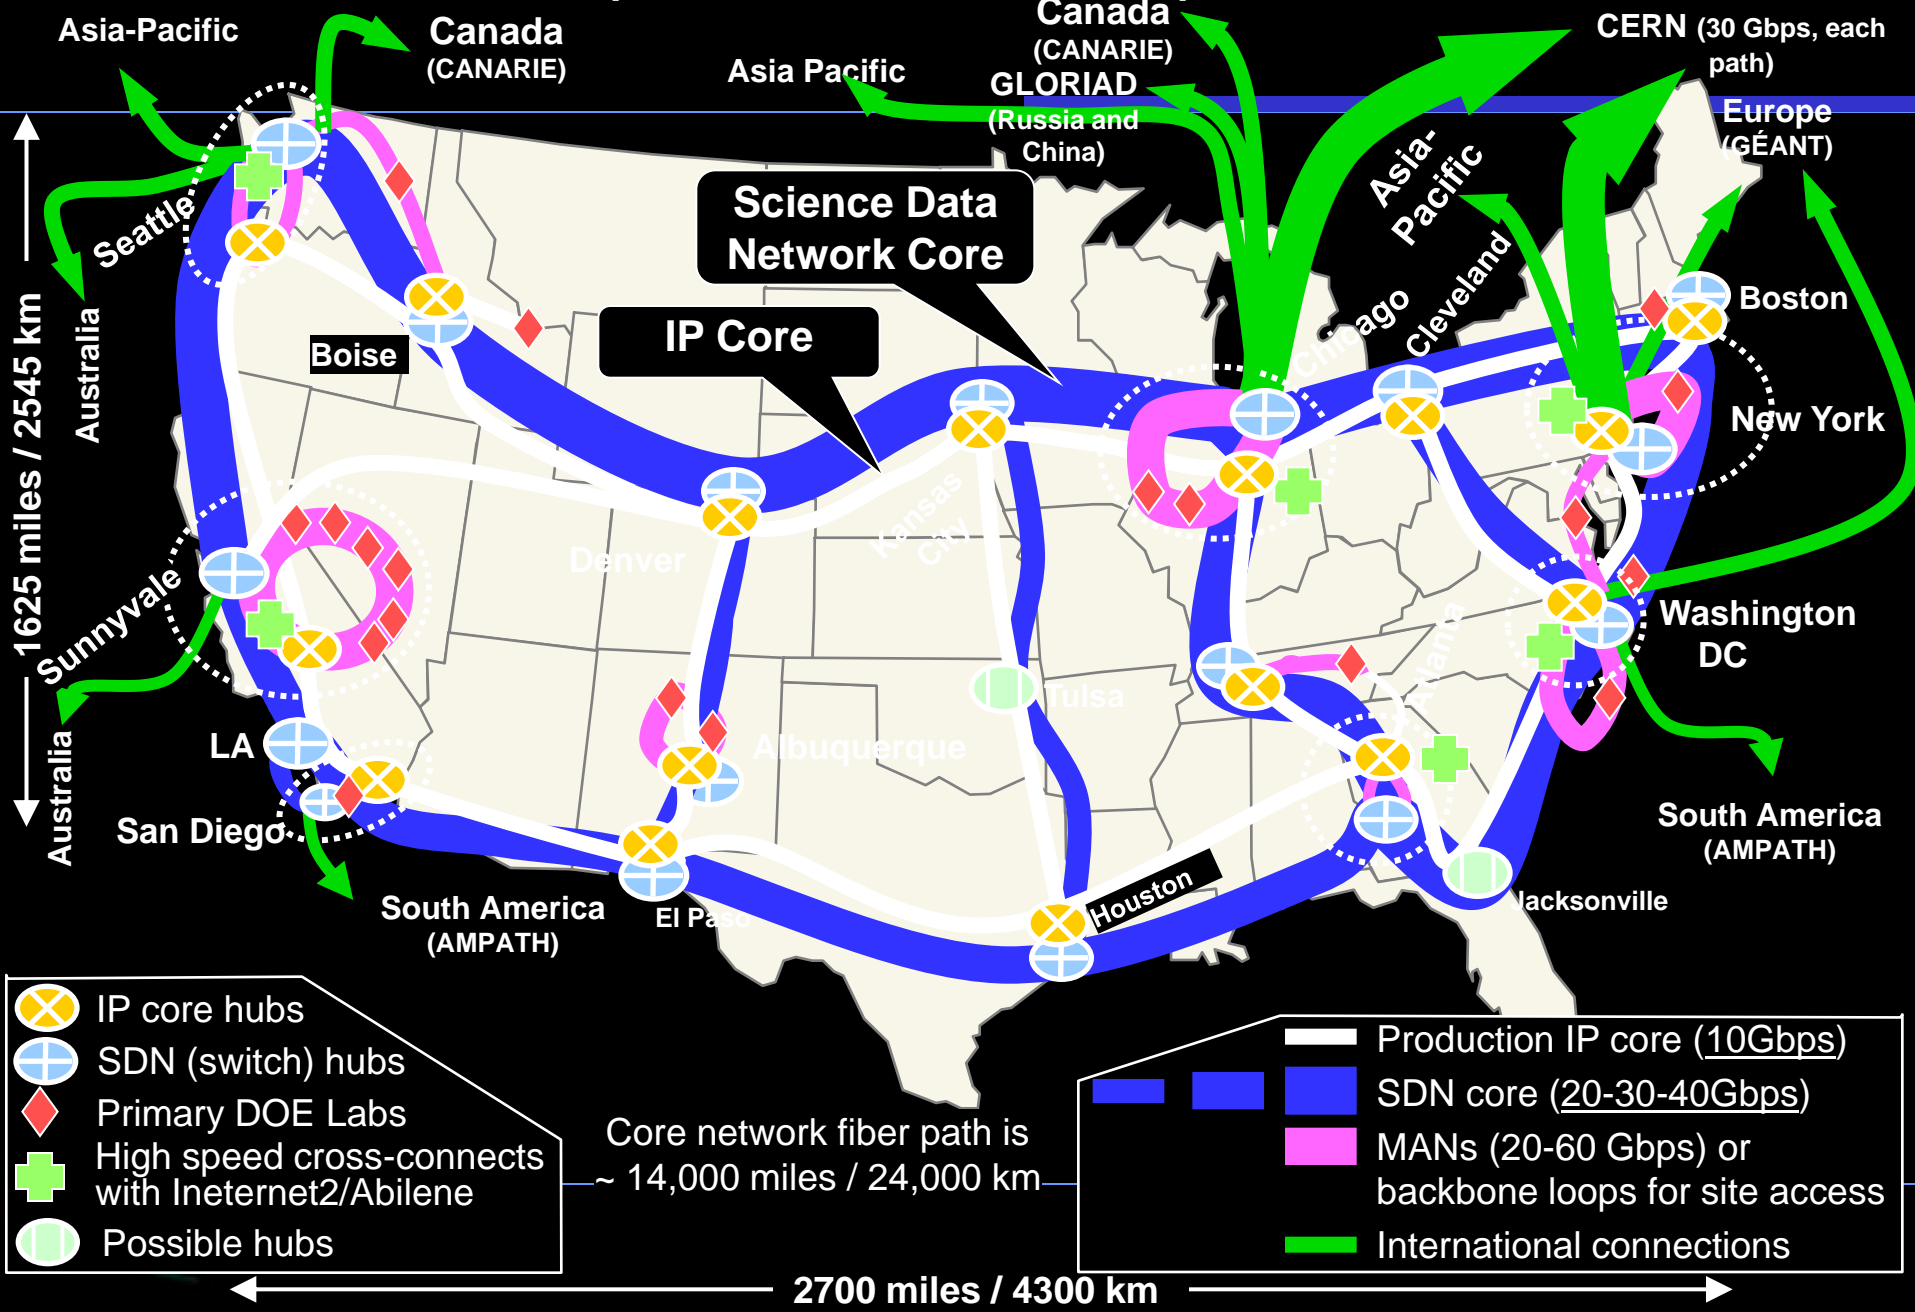 Asia-Pacific
Canada
(CANARIE)
Asia Pacific
Canada
(CANARIE)
GLORIAD
(Russia and
China)
CERN (30 Gbps, each
path)
Europe
(GÉANT)
Asia-
Pacific
Seattle
Science Data
Network Core
IP Core
Boise
Australia
Chicago
Cleveland
Boston
New York
1625 miles / 2545 km
Kansas
City
Denver
Sunnyvale
Washington
DC
Atlanta
Tulsa
Albuquerque
LA
San Diego
Australia
South America
(AMPATH)
South America
(AMPATH)
El Paso
Houston
Jacksonville
IP core hubs
SDN (switch) hubs
Primary DOE Labs
High speed cross-connects
with Ineternet2/Abilene
Possible hubs
Core network fiber path is
~ 14,000 miles / 24,000 km
Production IP core (10Gbps)
SDN core (20-30-40Gbps)
MANs (20-60 Gbps) or
backbone loops for site access
International connections
2700 miles / 4300 km